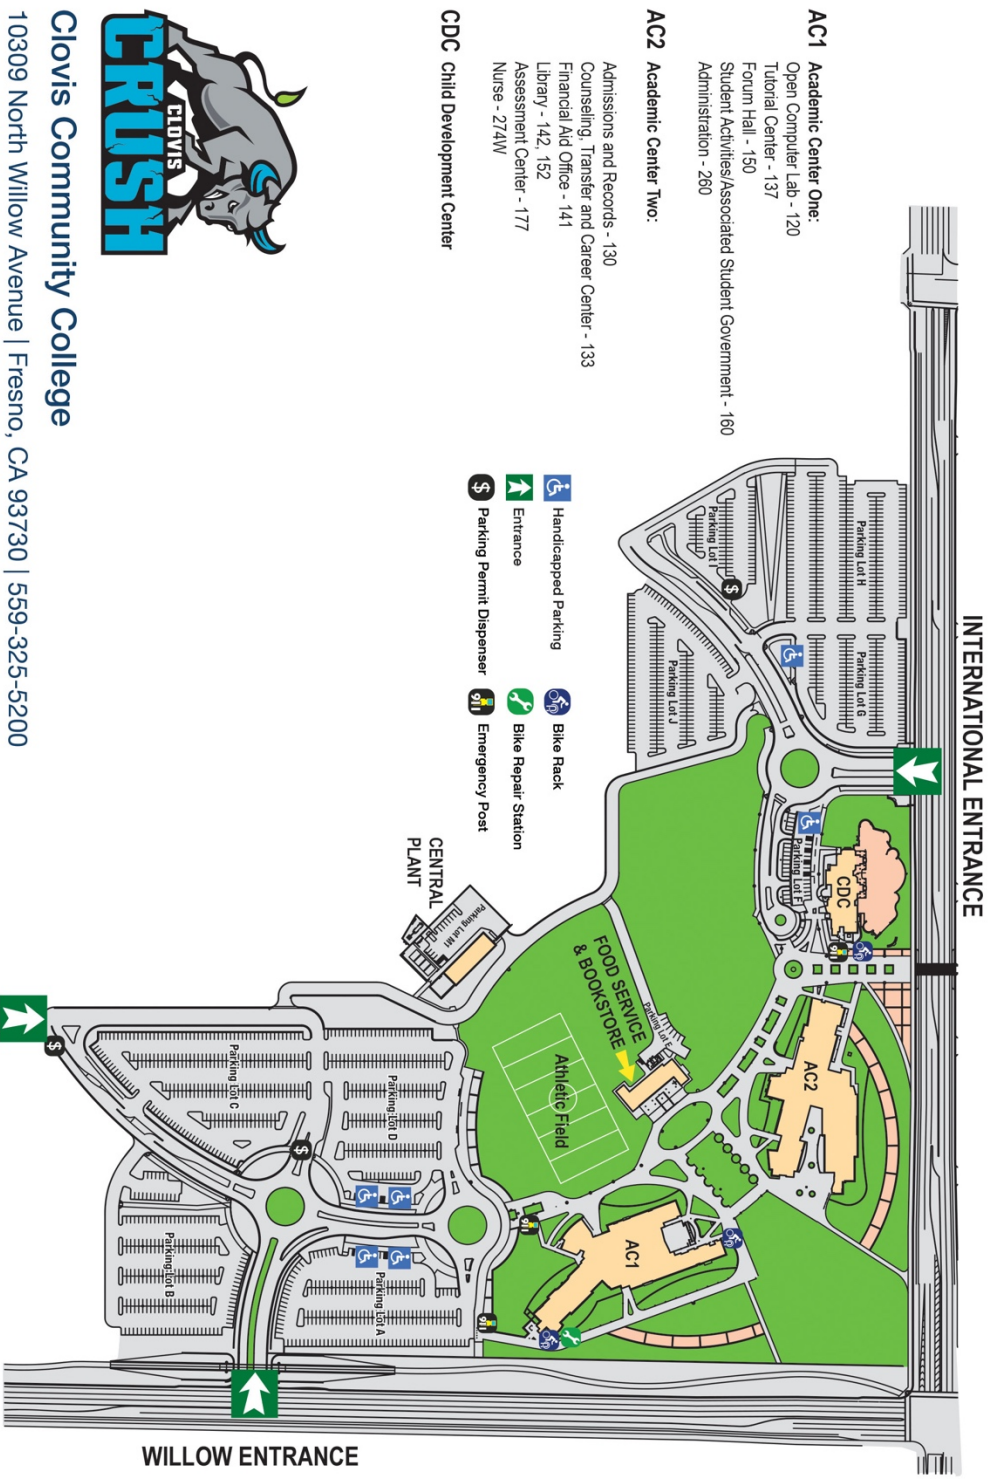 AC1 Academic Center One:
Open Computer Lab - 120
Tutorial Center - 137
Forum Hall - 150
Student Activities/Associated Student Government - 160
Administration - 260
AC2 Academic Center Two:
Admissions and Records - 130
Counseling, Transfer and Career Center - 133
Financial Aid Office - 141
Library - 142, 152
Assessment Center - 177
Nurse - 274W
CDC Child Development Center
CLOVIS
CRUSH
Clovis Community College
10309 North Willow Avenue | Fresno, CA 93730 | 559-325-5200
Handicapped Parking
Entrance
$ Parking Permit Dispenser
Bike Rack
Bike Repair Station
911 Emergency Post
INTERNATIONAL ENTRANCE
Parking Lot H
Parking Lot G
Parking Lot I
$
Parking Lot J
Parking Lot F
CDC
911
AC2
FOOD SERVICE
& BOOKSTORE
Parking Lot E
Athletic Field
CENTRAL
PLANT
Parking Lot M1
AC1
911
911
Parking Lot D
Parking Lot C
$
$
Parking Lot A
Parking Lot B
WILLOW ENTRANCE